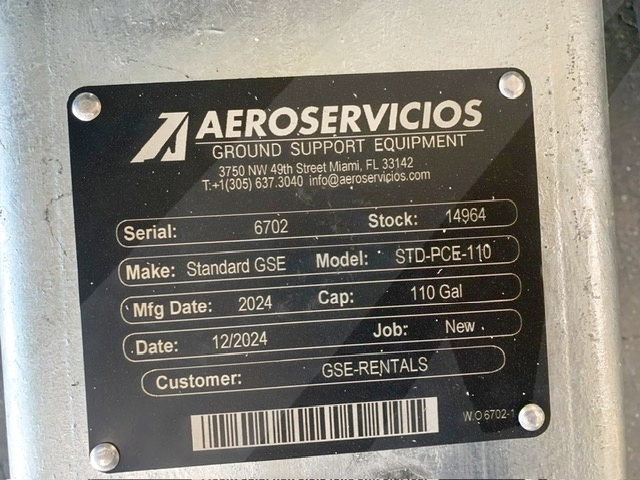 AEROSERVICIOS
GROUND SUPPORT EQUIPMENT
3750 NW 49th Street Miami, FL 33142
T:+1(305) 637.3040 info@aeroservicios.com
Serial: 6702 Stock: 14964
Make: Standard GSE Model: STD-PCE-110
Mfg Date: 2024 Cap: 110 Gal
Date: 12/2024 Job: New
Customer: GSE-RENTALS
W.O 6702-1